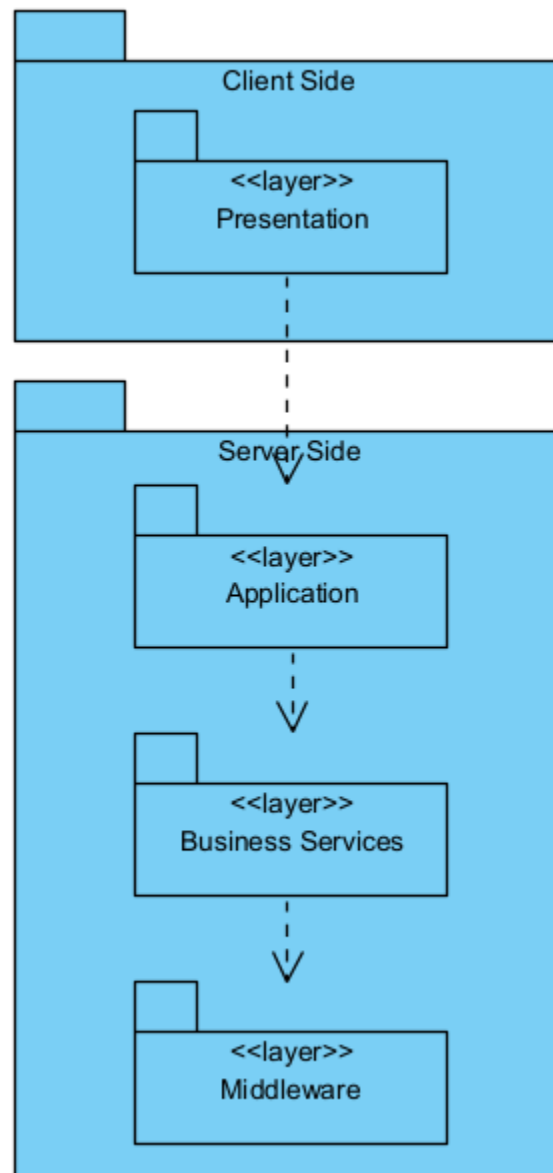 Client Side
<<layer>>
Presentation
Server Side
<<layer>>
Application
<<layer>>
Business Services
<<layer>>
Middleware